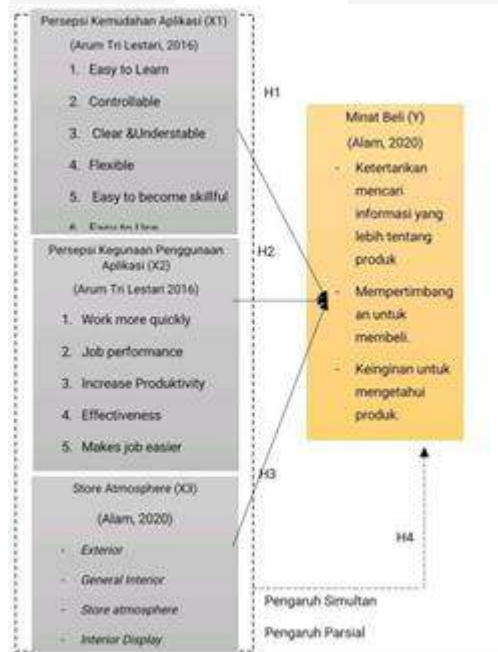 Persepsi Kemudahan Aplikasi (X1)
(Arum Tri Lestari, 2016)
1. Easy to Learn
2. Controllable
3. Clear &Understable
4. Flexible
5. Easy to become skillful
6. Easy to Use
Persepsi Kegunaan Penggunaan
Aplikasi (X2)
(Arum Tri Lestari 2016)
1. Work more quickly
2. Job performance
3. Increase Produktivity
4. Effectiveness
5. Makes job easier
Store Atmosphere (X3)
(Alam, 2020)
- Exterior
- General Interior
- Store atmosphere
- Interior Display
H1
H2
H3
Minat Beli (Y)
(Alam, 2020)
- Ketertarikan
mencari
informasi yang
lebih tentang
produk
- Mempertimbang
an untuk
membeli.
- Keinginan untuk
mengetahui
produk.
H4
Pengaruh Simultan
Pengaruh Parsial